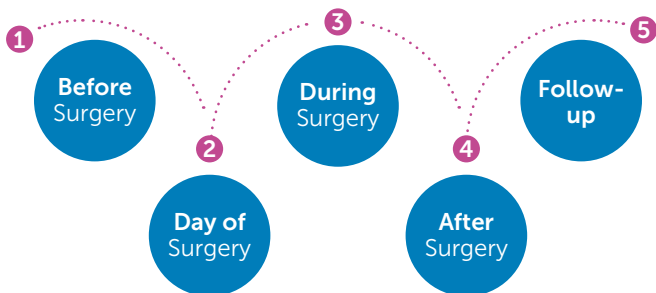 1
Before
Surgery
2
Day of
Surgery
3
During
Surgery
4
After
Surgery
5
Follow-
up